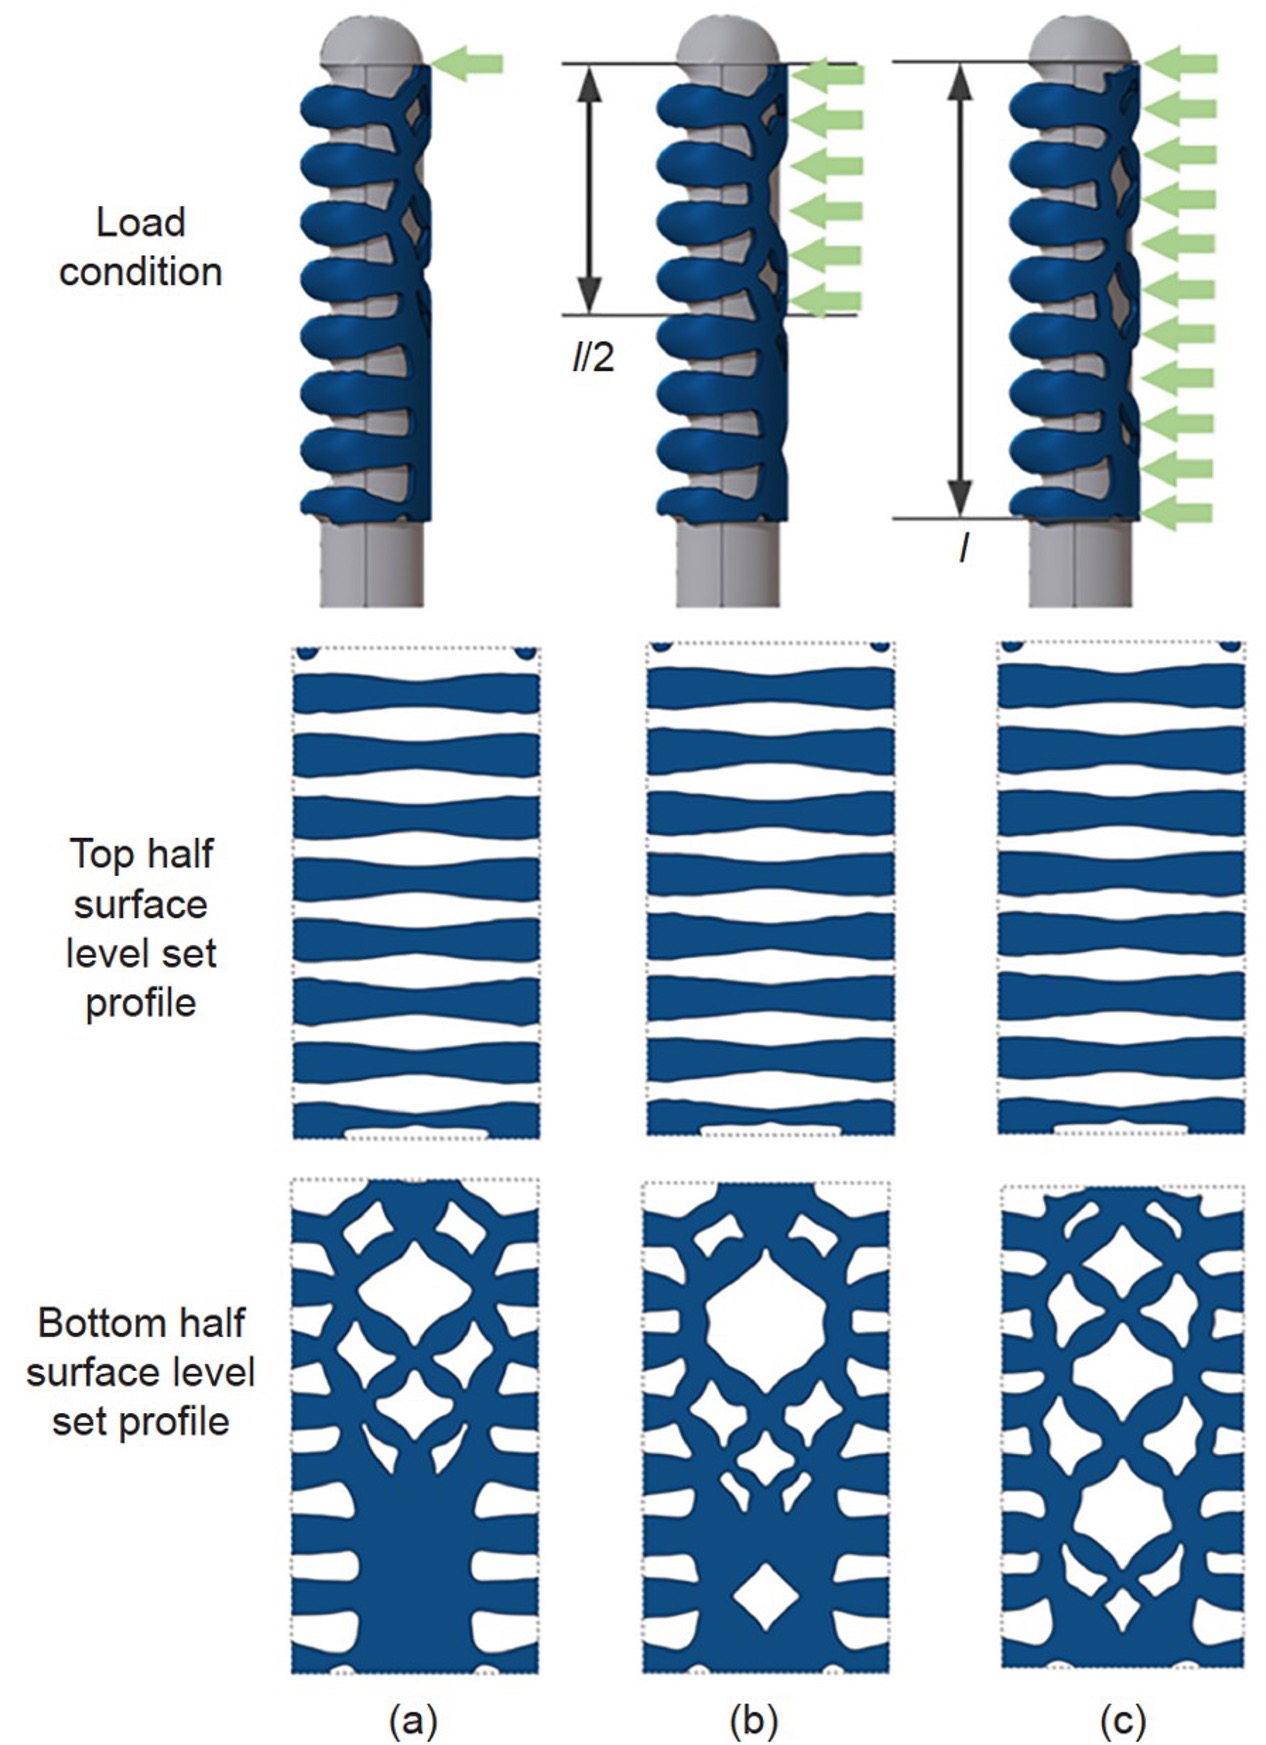 Load
condition
l/2
l
Top half
surface
level set
profile
Bottom half
surface level
set profile
(a)
(b)
(c)